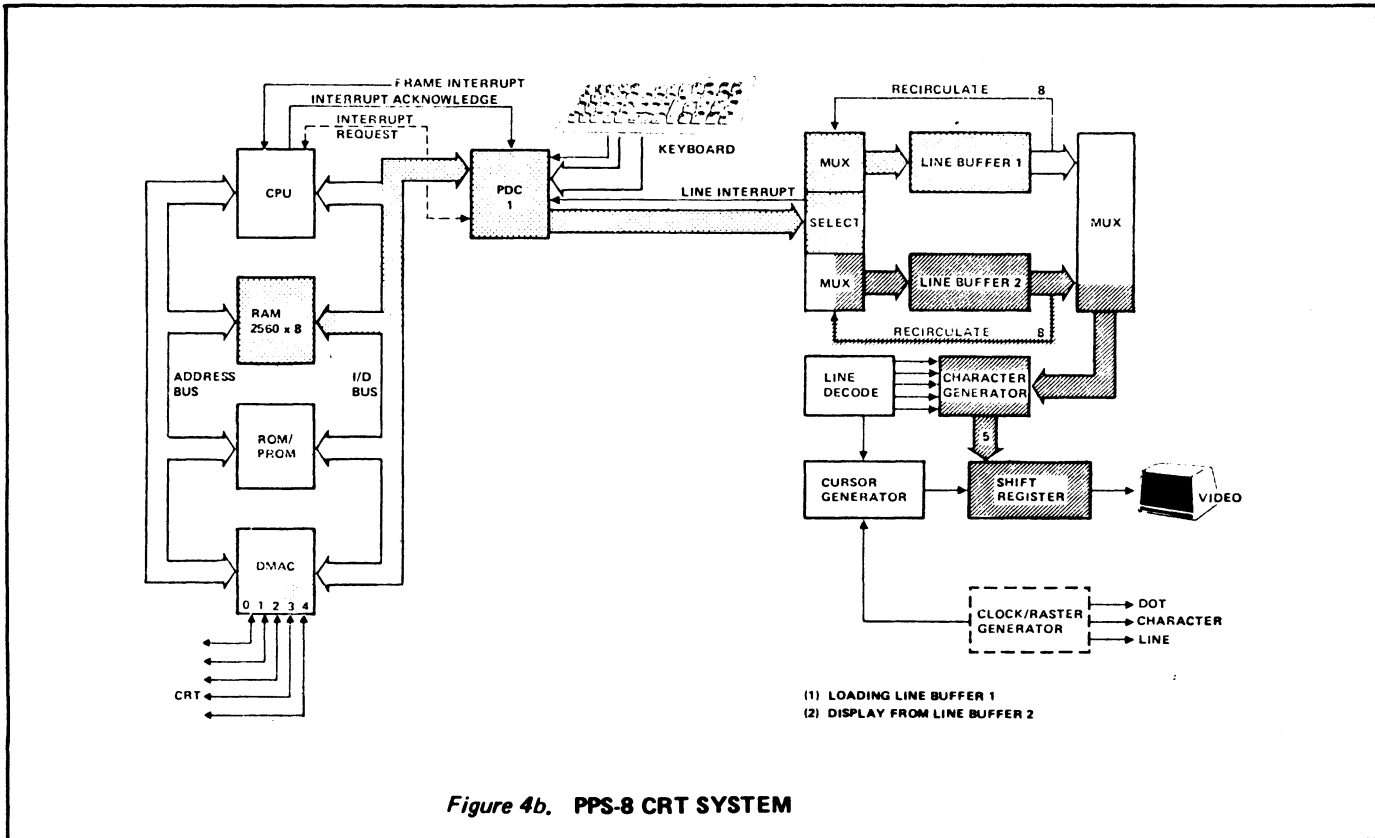 FRAME INTERRUPT
INTERRUPT ACKNOWLEDGE
INTERRUPT
REQUEST
KEYBOARD
LINE INTERRUPT
CPU
PDC
1
RAM
2560 x 8
ADDRESS
BUS
I/D
BUS
ROM/
PROM
DMAC
0 1 2 3 4
CRT
RECIRCULATE 8
MUX
LINE BUFFER 1
SELECT
MUX
MUX
LINE BUFFER 2
RECIRCULATE 8
LINE
DECODE
CHARACTER
GENERATOR
5
CURSOR
GENERATOR
SHIFT
REGISTER
VIDEO
CLOCK/RASTER
GENERATOR
DOT
CHARACTER
LINE
(1) LOADING LINE BUFFER 1
(2) DISPLAY FROM LINE BUFFER 2
Figure 4b. PPS-8 CRT SYSTEM